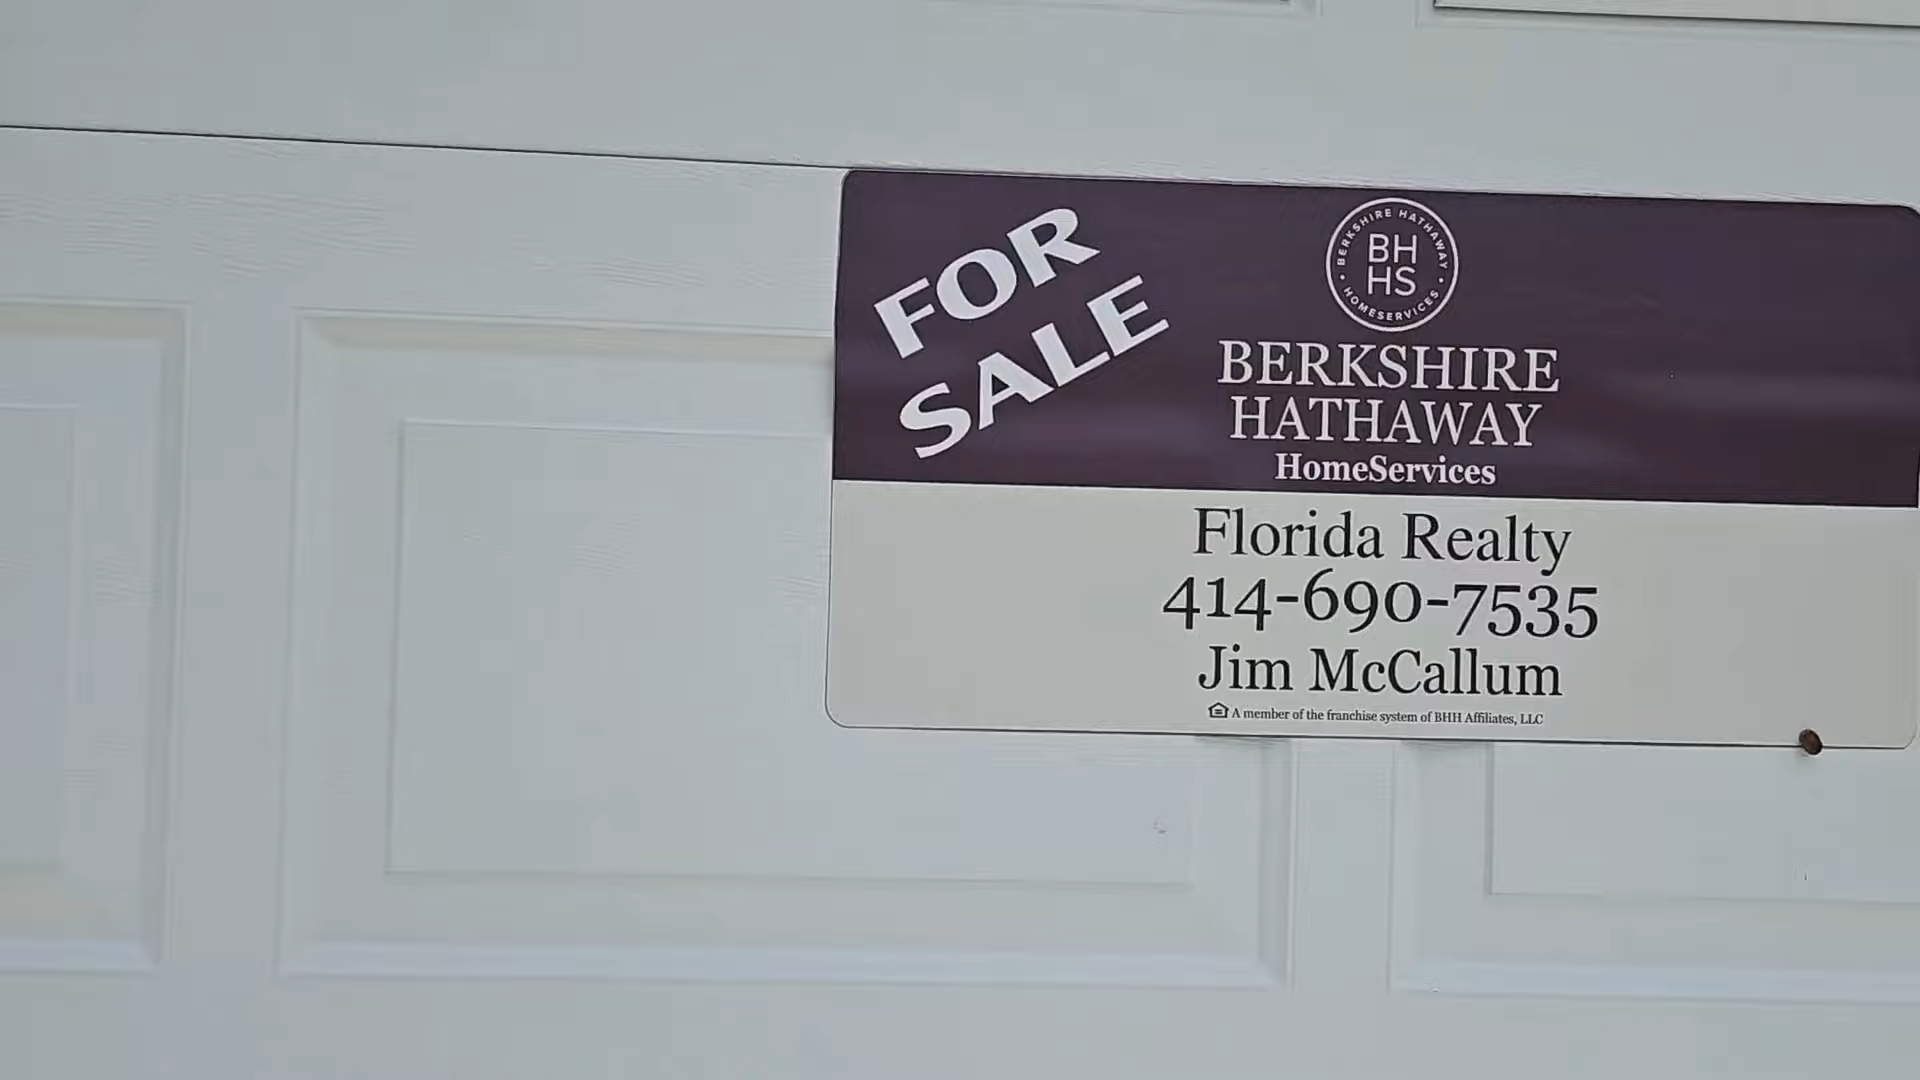 FOR
SALE
BERKSHIRE HATHAWAY
BH
HS
HOMESERVICES
BERKSHIRE
HATHAWAY
HomeServices
Florida Realty
414-690-7535
Jim McCallum
A member of the franchise system of BHH Affiliates, LLC